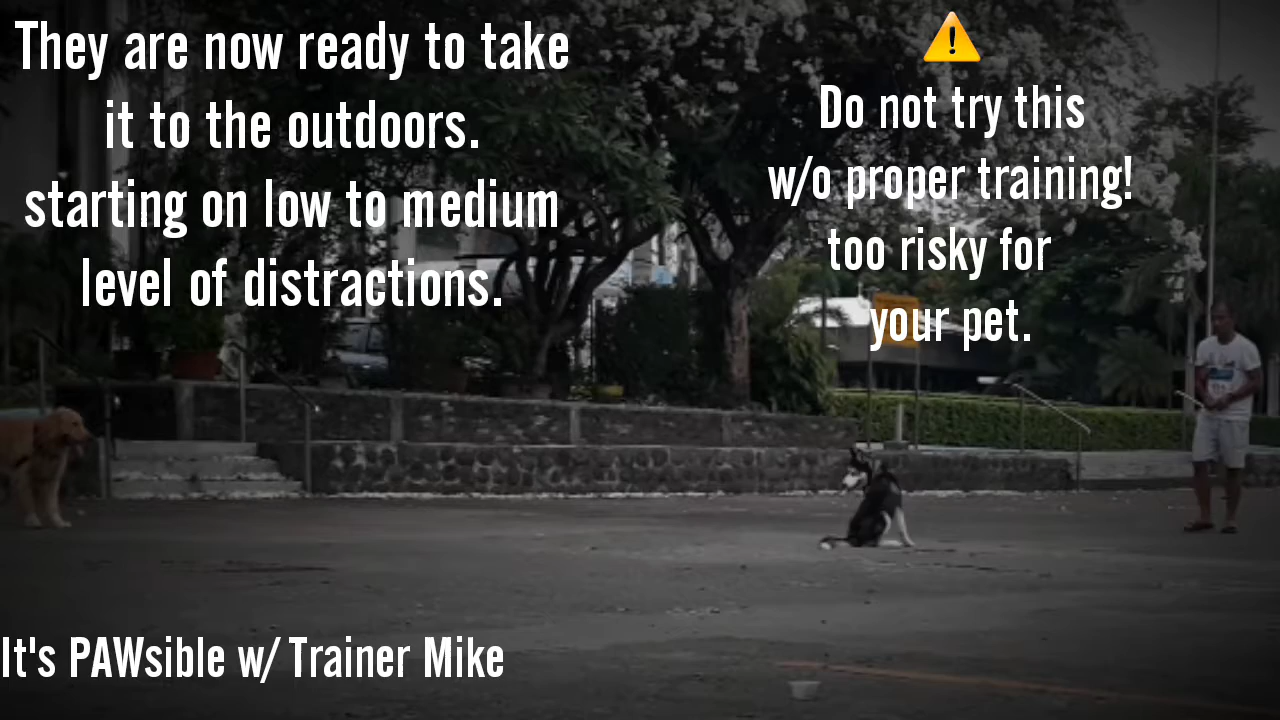 They are now ready to take
it to the outdoors.
starting on low to medium
level of distractions.
⚠️
Do not try this
w/o proper training!
too risky for
your pet.
It's PAWsible w/ Trainer Mike